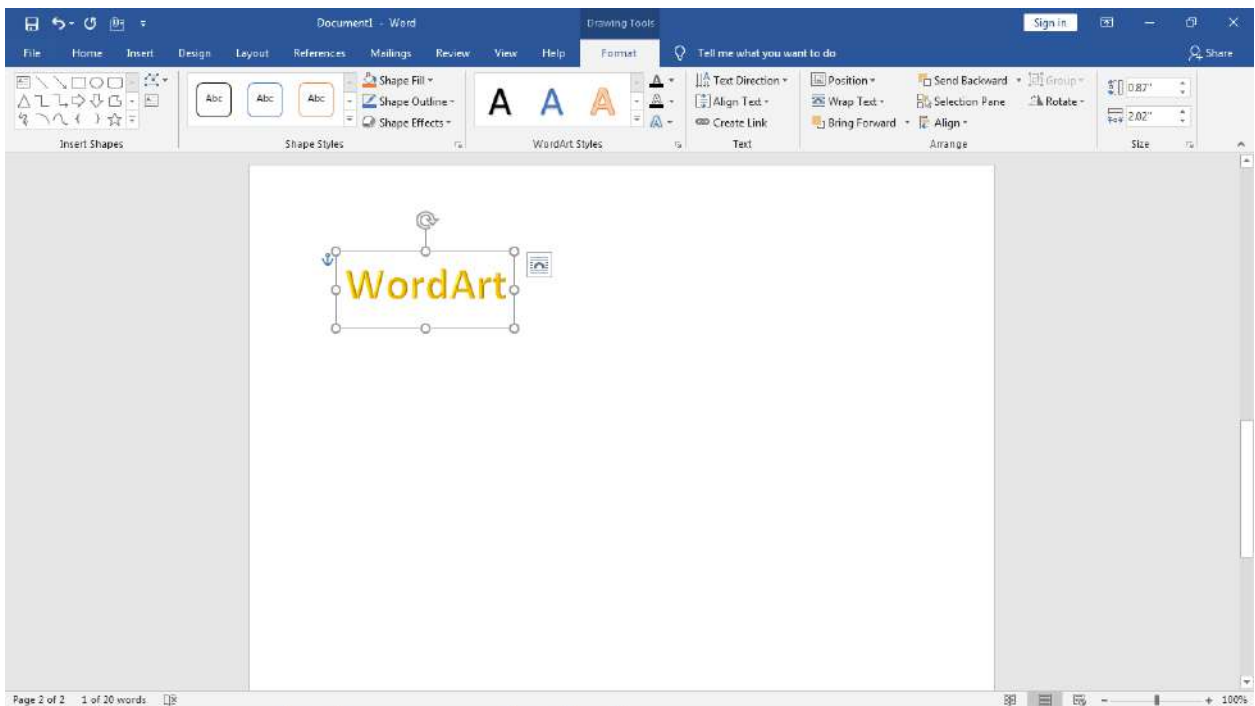 Document1 - Word
Drawing Tools
Sign in
File Home Insert Design Layout References Mailings Review View Help Format Tell me what you want to do Share
Abc Abc Abc
Shape Fill
Shape Outline
Shape Effects
A A A
A
A
A
Text Direction
Align Text
Create Link
Position
Wrap Text
Bring Forward
Send Backward
Selection Pane
Align
Group
Rotate
0.87"
2.02"
Insert Shapes Shape Styles WordArt Styles Text Arrange Size
WordArt
Page 2 of 2 1 of 20 words
- + 100%